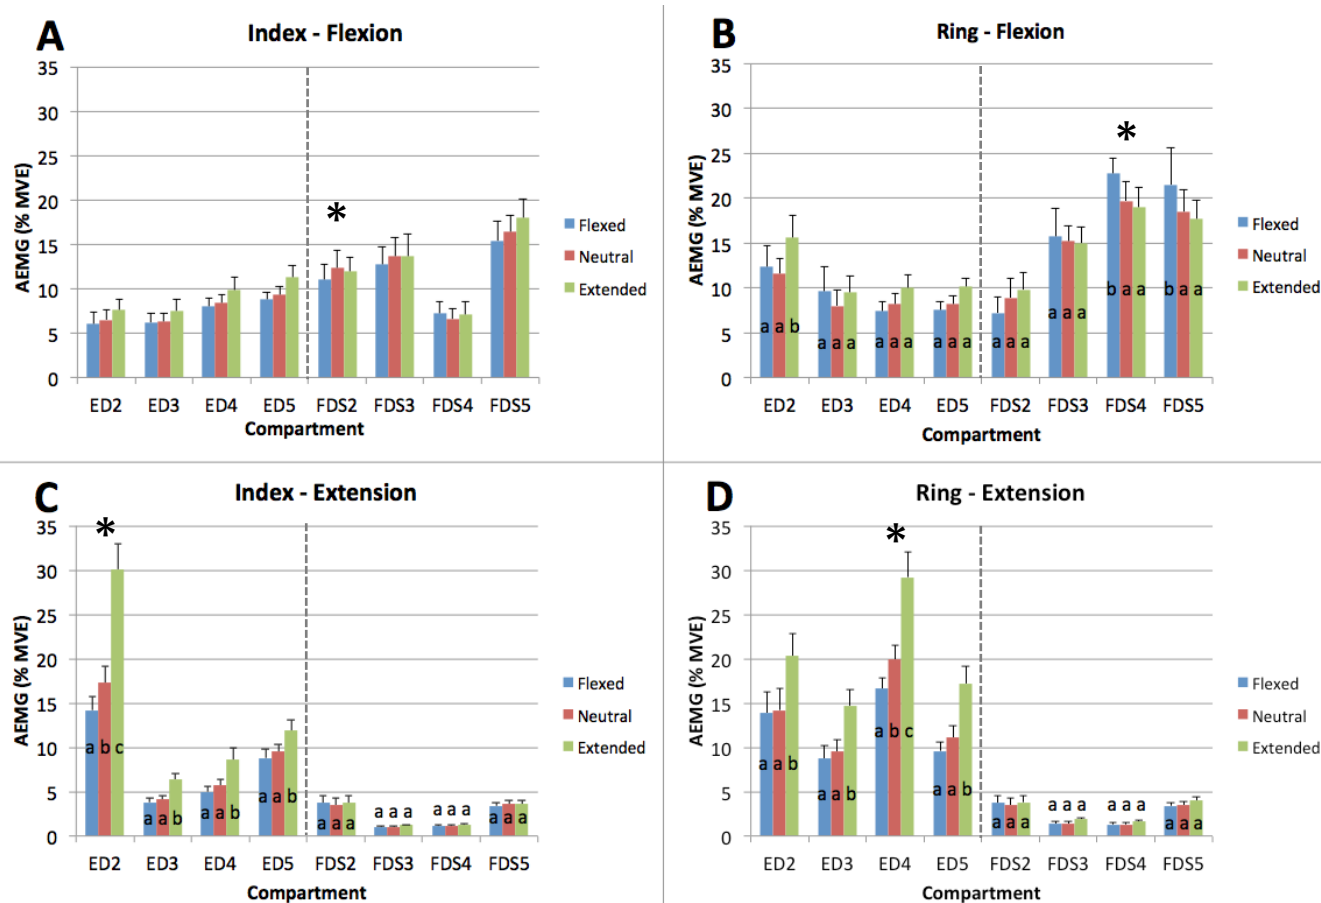 A
Index - Flexion
35
30
25
20
15
10
5
0
AEMG (% MVE)
*
ED2 ED3 ED4 ED5 FDS2 FDS3 FDS4 FDS5
Compartment
Flexed
Neutral
Extended
B
Ring - Flexion
35
30
25
20
15
10
5
0
AEMG (% MVE)
*
a a b
a a a
a a a
a a a
a a a
a a a
b a a
b a a
ED2 ED3 ED4 ED5 FDS2 FDS3 FDS4 FDS5
Compartment
Flexed
Neutral
Extended
C
Index - Extension
35
30
25
20
15
10
5
0
AEMG (% MVE)
*
a b c
a a b
a a b
a a b
a a a
a a a
a a a
a a a
ED2 ED3 ED4 ED5 FDS2 FDS3 FDS4 FDS5
Compartment
Flexed
Neutral
Extended
D
Ring - Extension
35
30
25
20
15
10
5
0
AEMG (% MVE)
*
a a b
a a b
a b c
a a b
a a a
a a a
a a a
a a a
ED2 ED3 ED4 ED5 FDS2 FDS3 FDS4 FDS5
Compartment
Flexed
Neutral
Extended